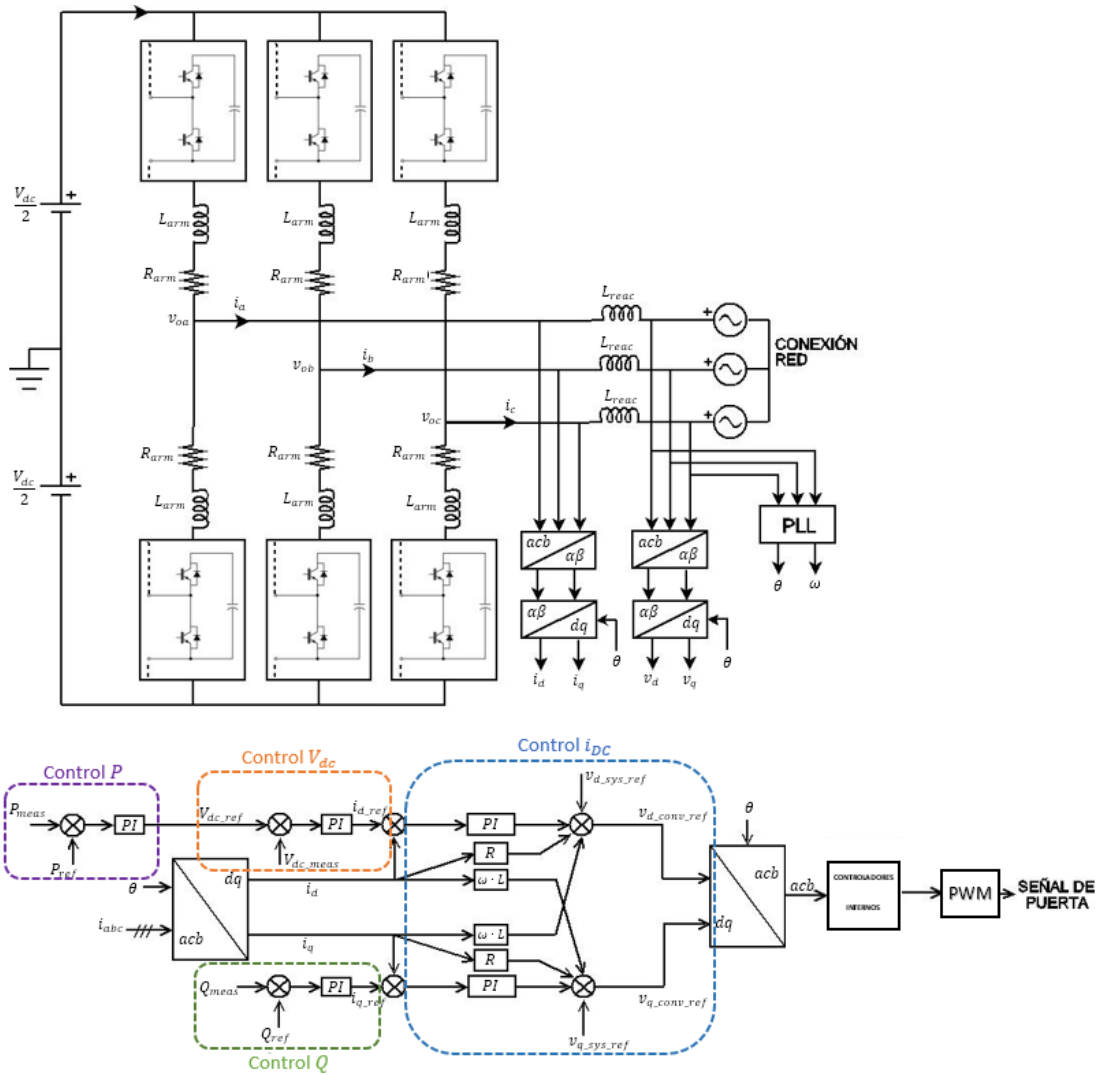 V_dc/2
+
L_arm
L_arm
L_arm
R_arm
R_arm
R_arm
L_reac
i_a
v_oa
+
L_reac
CONEXIÓN
RED
i_b
v_ob
+
L_reac
i_c
v_oc
+
V_dc/2
+
R_arm
R_arm
R_arm
L_arm
L_arm
L_arm
PLL
acb
αβ
acb
αβ
θ
ω
αβ
dq
αβ
dq
θ
θ
i_d
i_q
v_d
v_q
Control V_dc
Control i_DC
Control P
v_d_sys_ref
P_meas
PI
V_dc_ref
PI
i_d_ref
PI
v_d_conv_ref
θ
P_ref
V_dc_meas
R
θ
dq
i_d
ω · L
acb
acb
CONTROLADORES
INTERNOS
PWM
SEÑAL DE
PUERTA
i_abc
acb
i_q
ω · L
dq
R
Q_meas
PI
i_q_ref
PI
v_q_conv_ref
Q_ref
v_q_sys_ref
Control Q